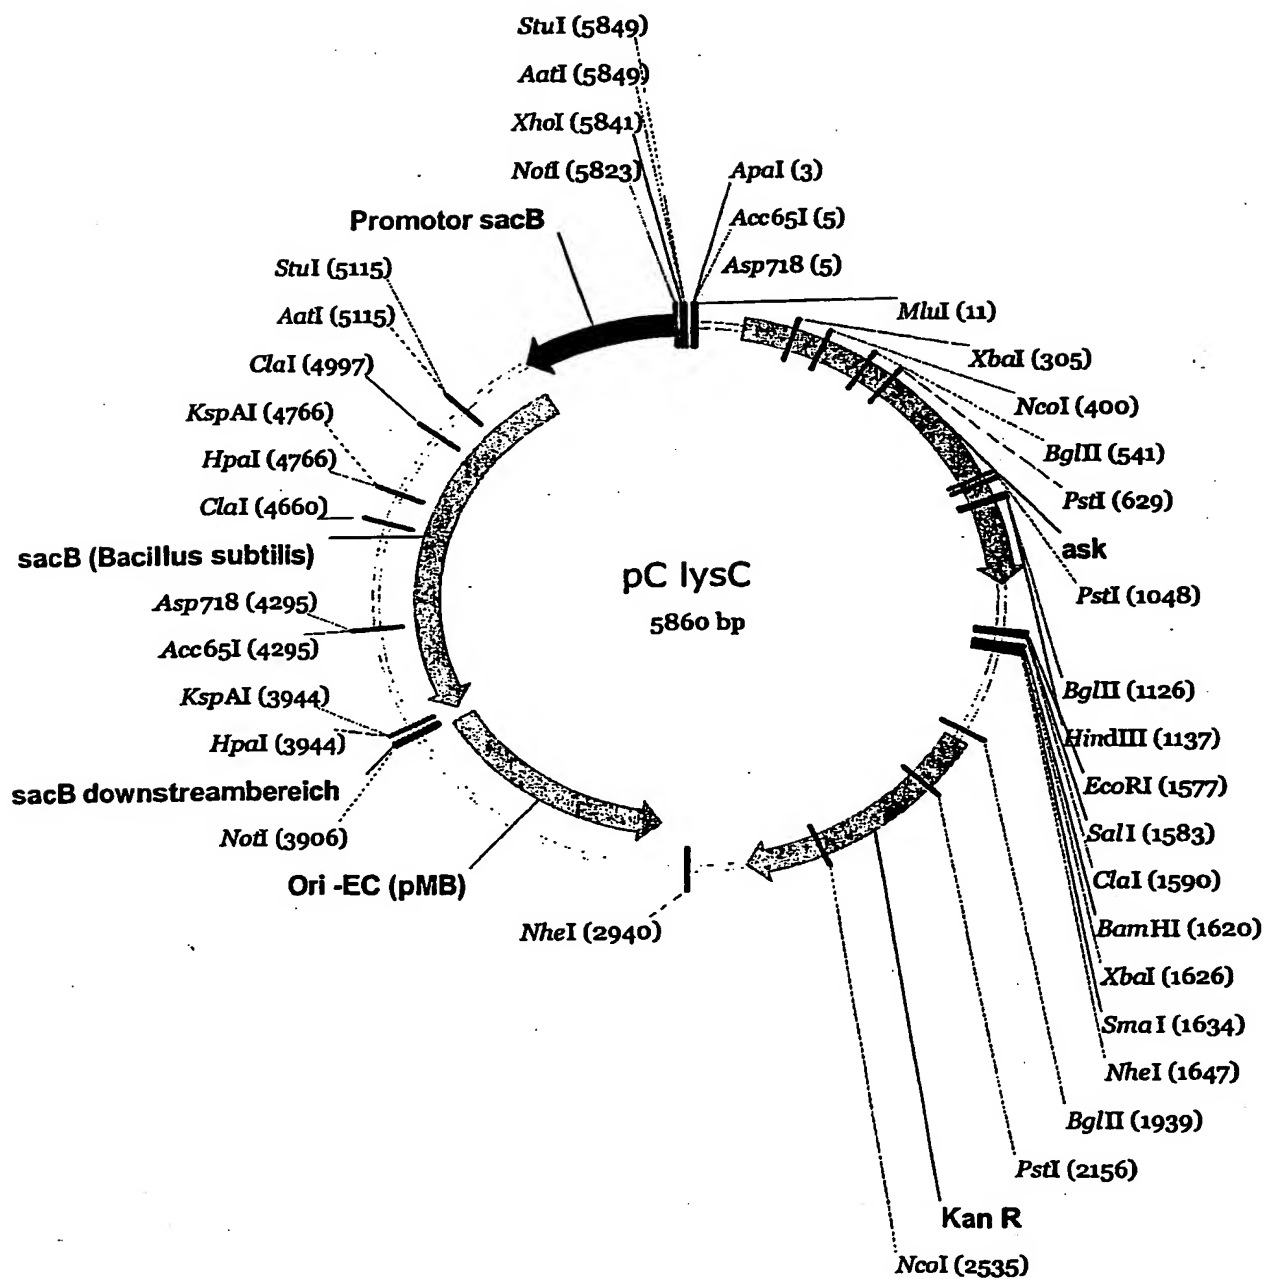 StuI (5849)
AatI (5849)
XhoI (5841)
NotI (5823)
ApaI (3)
Acc65I (5)
Asp718 (5)
MluI (11)
XbaI (305)
NcoI (400)
BglII (541)
PstI (629)
ask
PstI (1048)
BglII (1126)
HindIII (1137)
EcoRI (1577)
SalI (1583)
ClaI (1590)
BamHI (1620)
XbaI (1626)
SmaI (1634)
NheI (1647)
BglII (1939)
PstI (2156)
Kan R
NcoI (2535)
NheI (2940)
Ori -EC (pMB)
NotI (3906)
sacB downstreambereich
HpaI (3944)
KspAI (3944)
Acc65I (4295)
Asp718 (4295)
sacB (Bacillus subtilis)
ClaI (4660)
HpaI (4766)
KspAI (4766)
ClaI (4997)
AatI (5115)
StuI (5115)
Promotor sacB
pC lysC
5860 bp